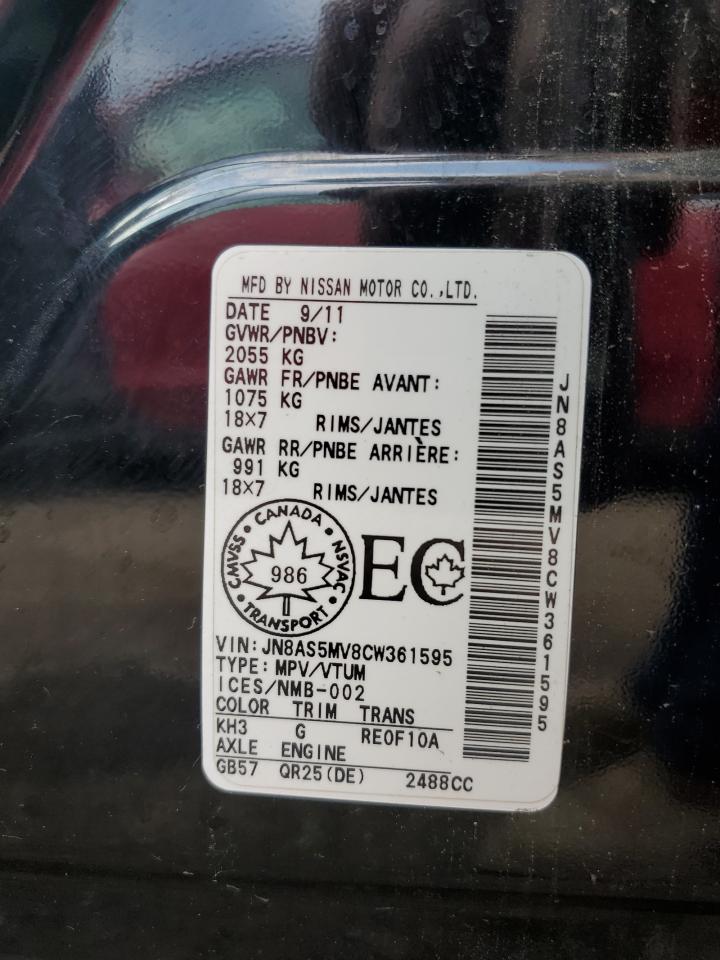 MFD BY NISSAN MOTOR CO.,LTD.
DATE 9/11
GVWR/PNBV:
2055 KG
GAWR FR/PNBE AVANT:
1075 KG
18×7 RIMS/JANTES
GAWR RR/PNBE ARRIÈRE:
991 KG
18×7 RIMS/JANTES
CANADA
CMVSS 986 NSVAC
TRANSPORT
EC
VIN:JN8AS5MV8CW361595
TYPE:MPV/VTUM
ICES/NMB-002
COLOR TRIM TRANS
KH3 G RE0F10A
AXLE ENGINE
GB57 QR25(DE) 2488CC
JN8AS5MV8CW361595